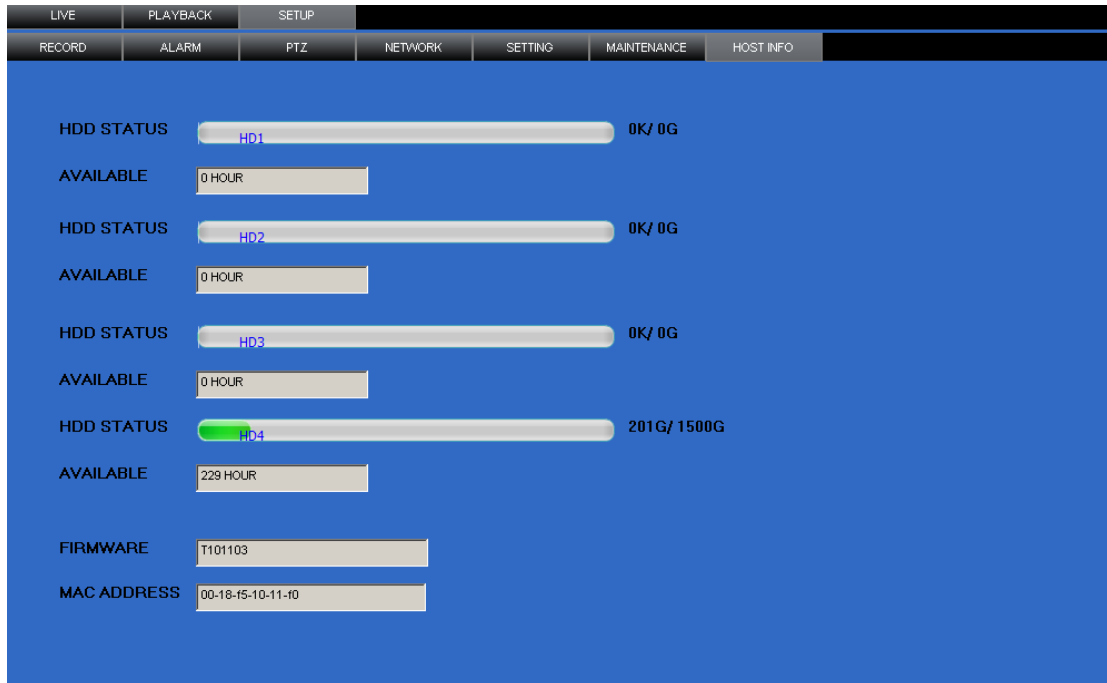 LIVE PLAYBACK SETUP
RECORD ALARM PTZ NETWORK SETTING MAINTENANCE HOST INFO
HDD STATUS HD1 0K/ 0G
AVAILABLE 0 HOUR
HDD STATUS HD2 0K/ 0G
AVAILABLE 0 HOUR
HDD STATUS HD3 0K/ 0G
AVAILABLE 0 HOUR
HDD STATUS HD4 201G/ 1500G
AVAILABLE 229 HOUR
FIRMWARE T101103
MAC ADDRESS 00-18-f5-10-11-f0